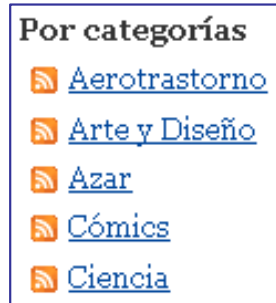 Por categorías
Aerotrastorno
Arte y Diseño
Azar
Cómics
Ciencia